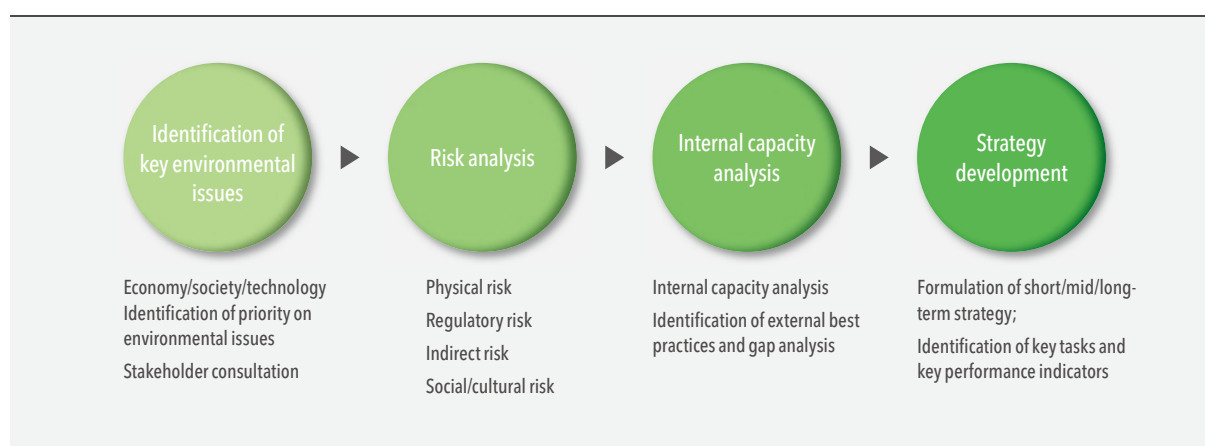 Identification of
key environmental
issues
Risk analysis
Internal capacity
analysis
Strategy
development
Economy/society/technology
Identification of priority on
environmental issues
Stakeholder consultation
Physical risk
Regulatory risk
Indirect risk
Social/cultural risk
Internal capacity analysis
Identification of external best
practices and gap analysis
Formulation of short/mid/long-
term strategy;
Identification of key tasks and
key performance indicators